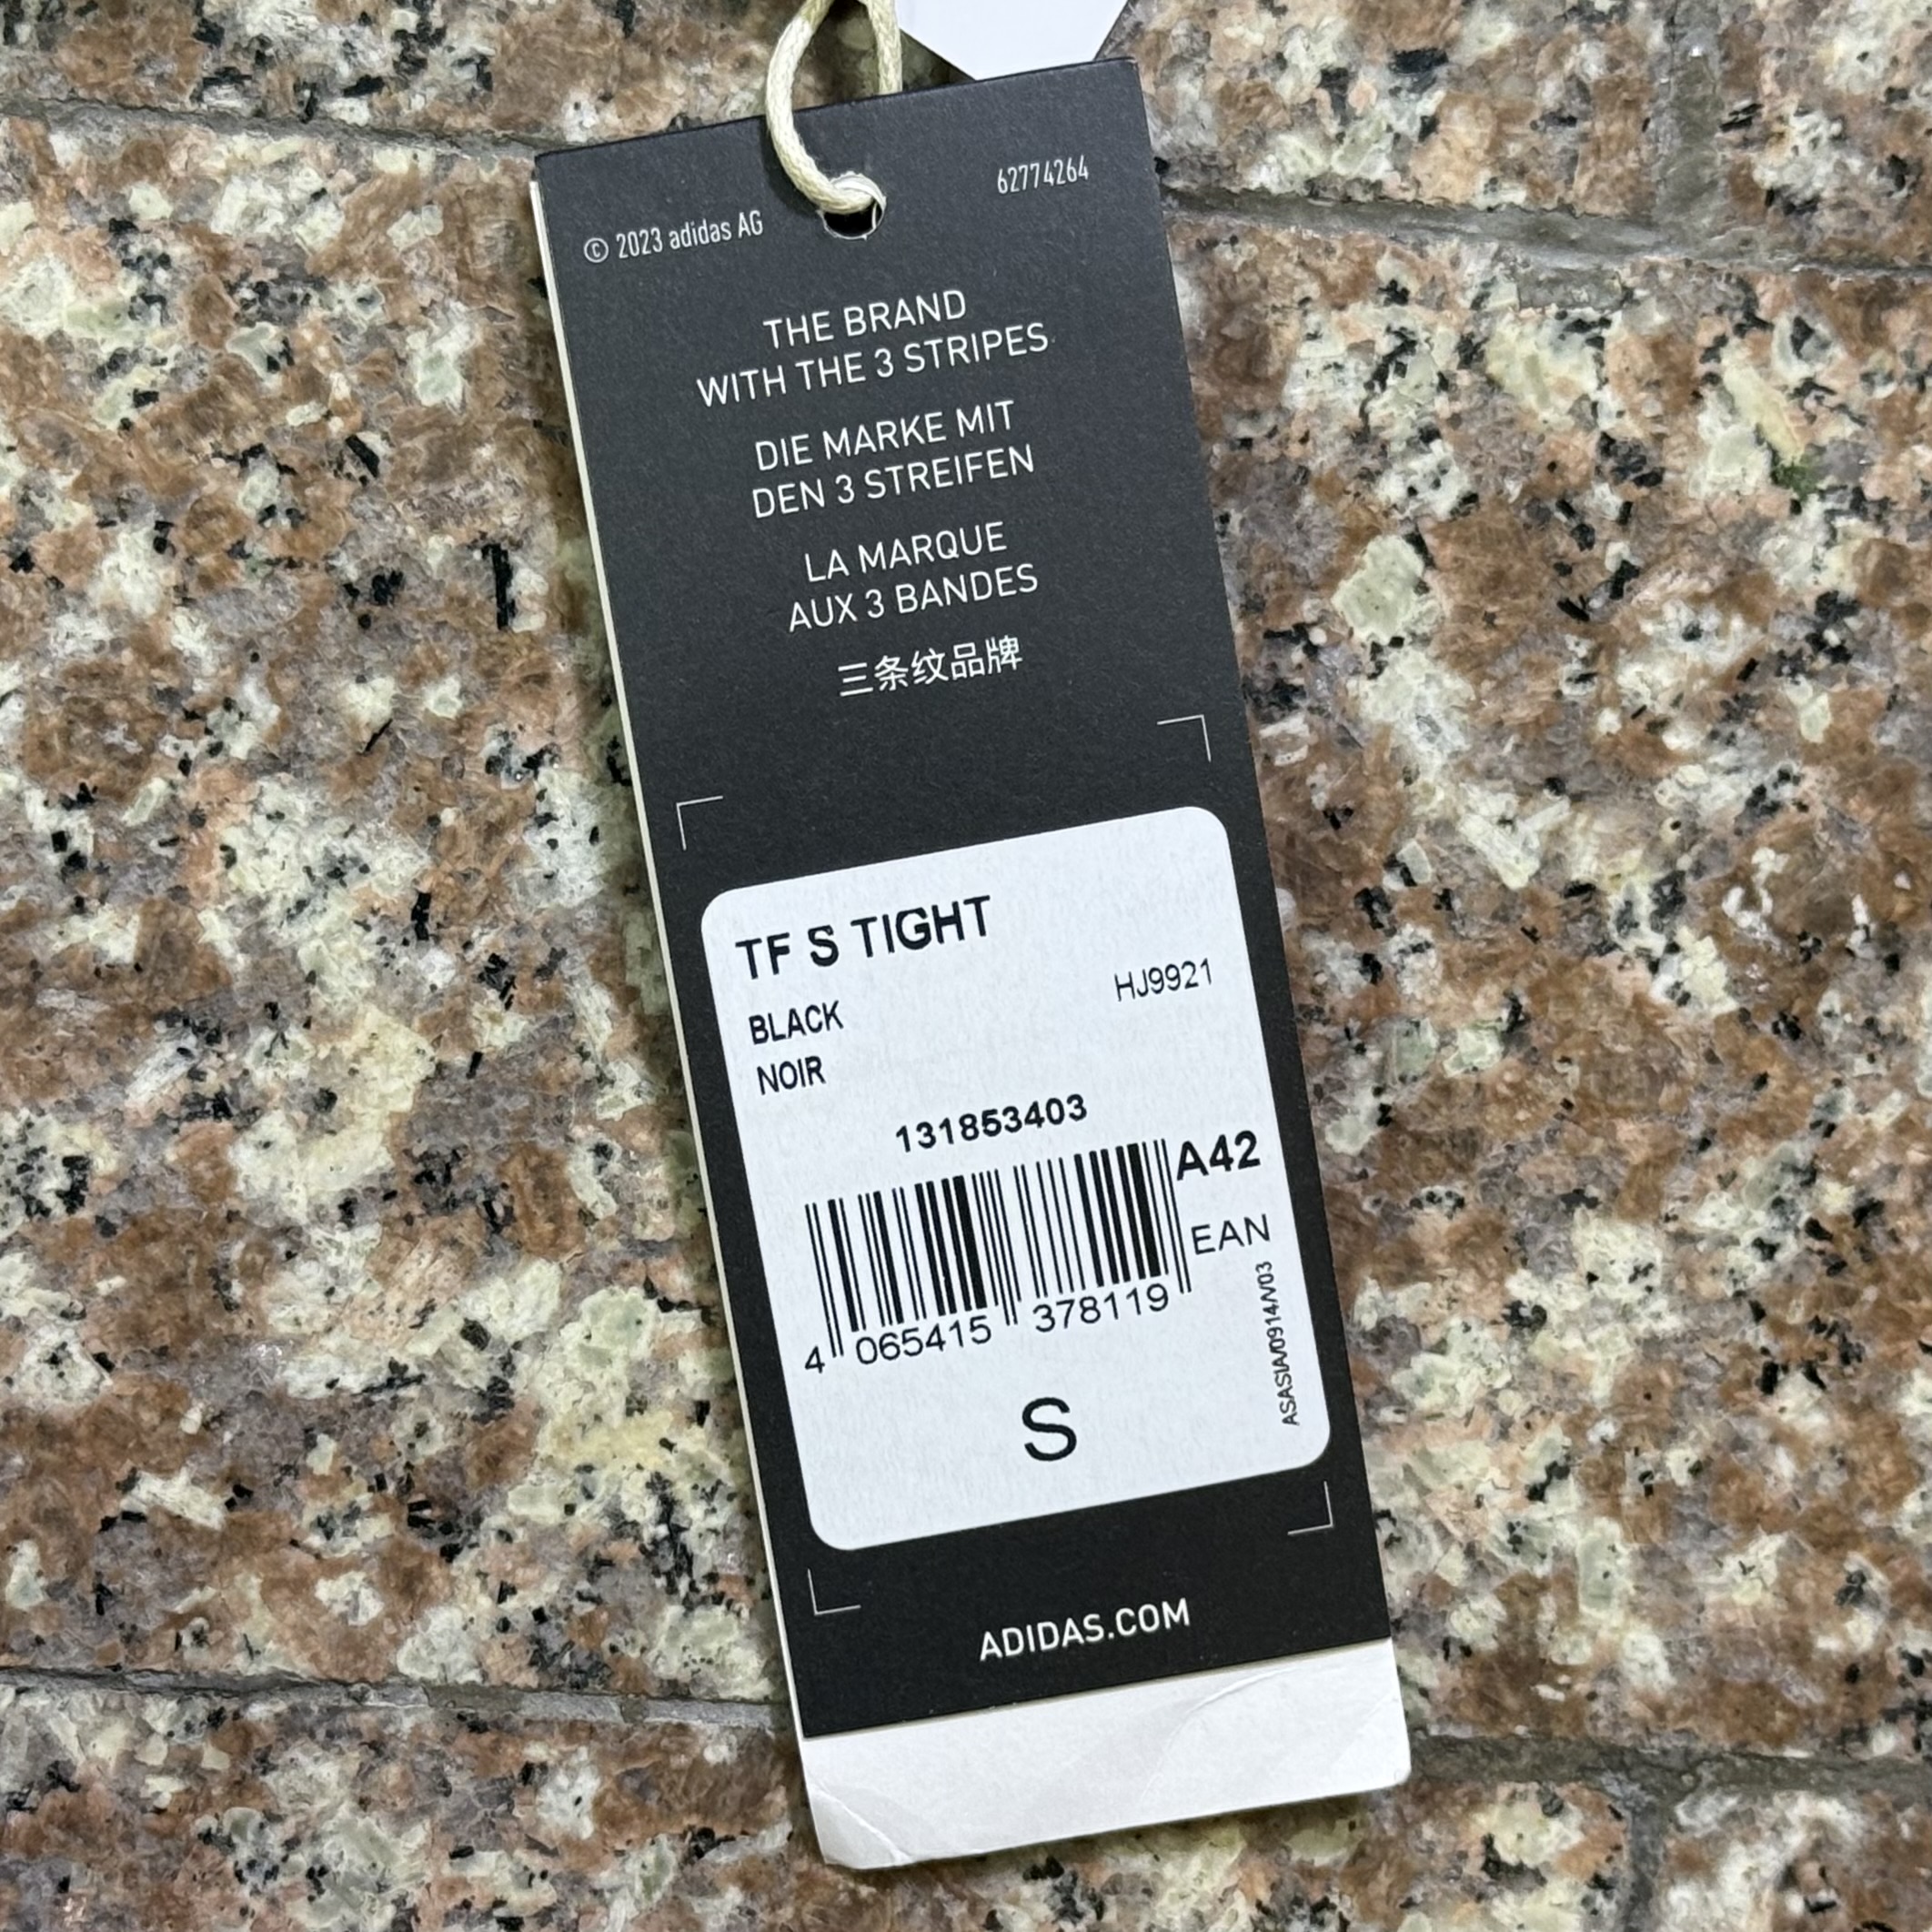 © 2023 adidas AG
62774264
THE BRAND
WITH THE 3 STRIPES
DIE MARKE MIT
DEN 3 STREIFEN
LA MARQUE
AUX 3 BANDES
三条纹品牌
TF S TIGHT
BLACK
HJ9921
NOIR
131853403
A42
EAN
4 065415 378119
ASASIA/0914/V03
S
ADIDAS.COM